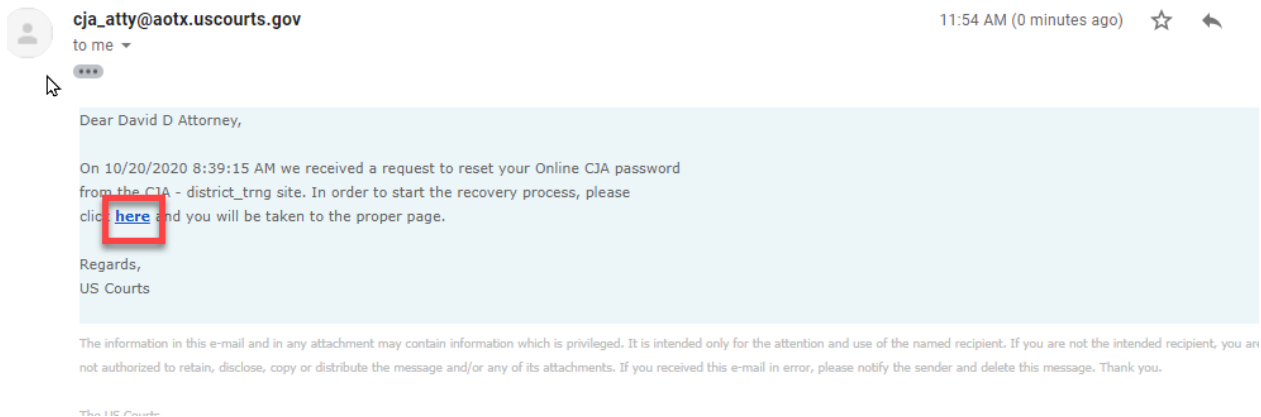 cja_atty@aotx.uscourts.gov
11:54 AM (0 minutes ago)
to me
Dear David D Attorney,
On 10/20/2020 8:39:15 AM we received a request to reset your Online CJA password
from the CJA - district_trng site. In order to start the recovery process, please
click here and you will be taken to the proper page.
Regards,
US Courts
The information in this e-mail and in any attachment may contain information which is privileged. It is intended only for the attention and use of the named recipient. If you are not the intended recipient, you are
not authorized to retain, disclose, copy or distribute the message and/or any of its attachments. If you received this e-mail in error, please notify the sender and delete this message. Thank you.
The US Courts